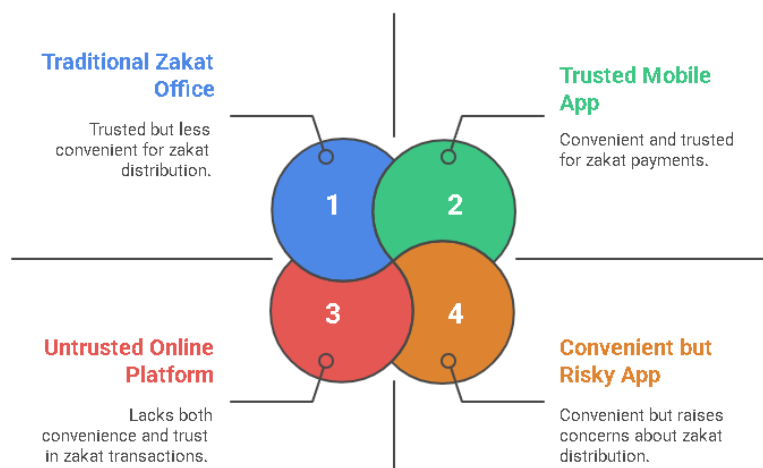 Traditional Zakat
Office
Trusted but less
convenient for zakat
distribution.
Trusted Mobile
App
Convenient and trusted
for zakat payments.
1
2
3
4
Untrusted Online
Platform
Lacks both
convenience and trust
in zakat transactions.
Convenient but
Risky App
Convenient but raises
concerns about zakat
distribution.